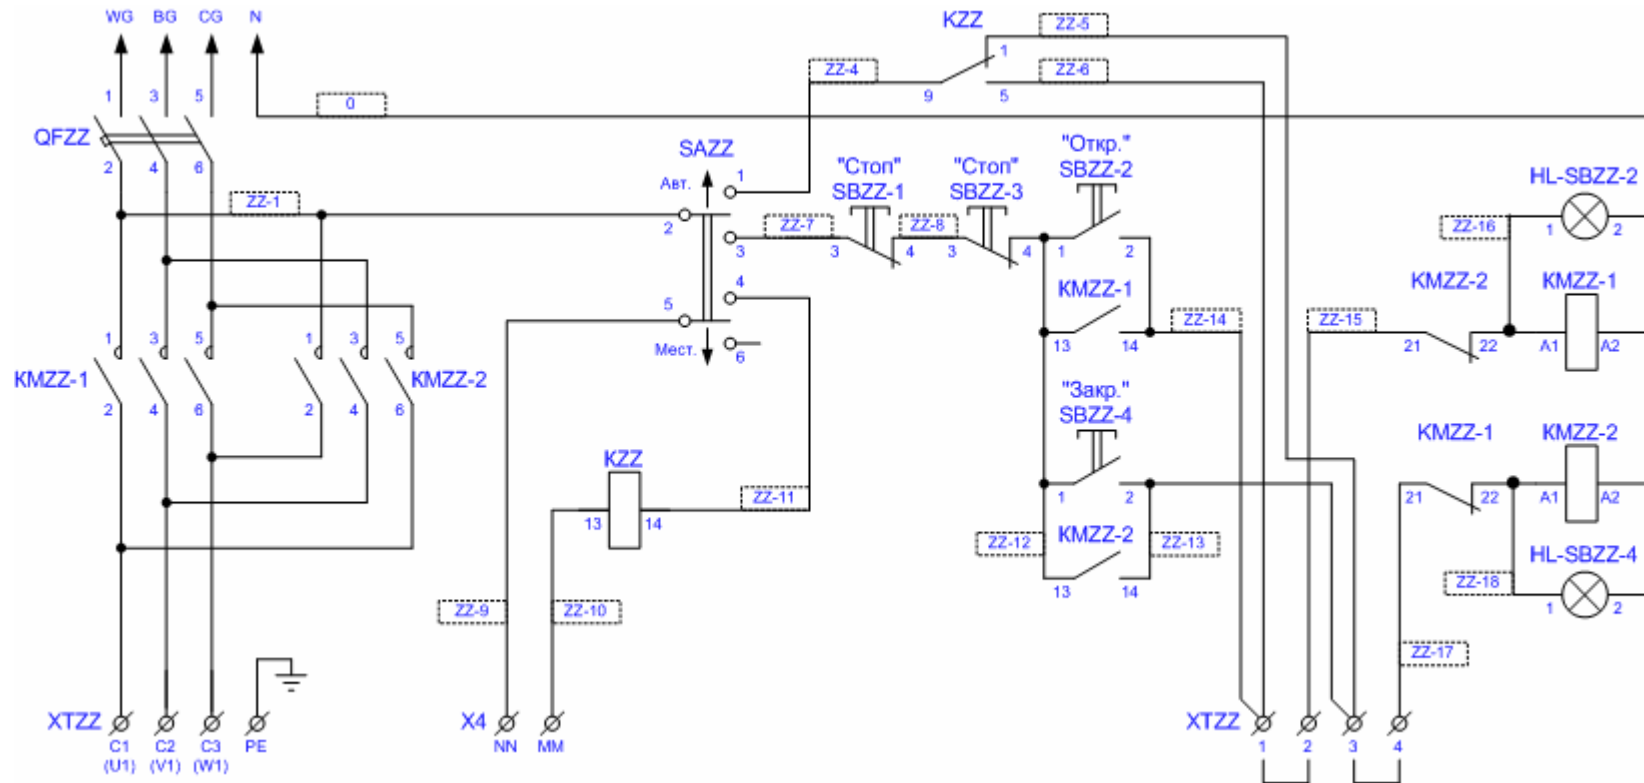 WG BG CG N
KZZ
ZZ-5
1
ZZ-4
ZZ-6
9 5
1 3 5
0
QFZZ
2 4 6
SAZZ
Авт.
1
"Стоп"
SBZZ-1
"Стоп"
SBZZ-3
"Откр."
SBZZ-2
HL-SBZZ-2
ZZ-1
2
ZZ-7
ZZ-8
3
3 4
3 4
1 2
ZZ-16
1 2
4
5
KMZZ-1
KMZZ-2
KMZZ-1
ZZ-14
ZZ-15
1 3 5
1 3 5
Мест.
6
13 14
21 22
A1 A2
KMZZ-1
KMZZ-2
2 4 6
2 4 6
"Закр."
SBZZ-4
KMZZ-1
KMZZ-2
KZZ
ZZ-11
1 2
21 22
A1 A2
13 14
ZZ-12
KMZZ-2
ZZ-13
HL-SBZZ-4
ZZ-18
13 14
1 2
ZZ-9
ZZ-10
ZZ-17
XTZZ
X4
XTZZ
C1 C2 C3 PE
(U1) (V1) (W1)
NN MM
1 2 3 4